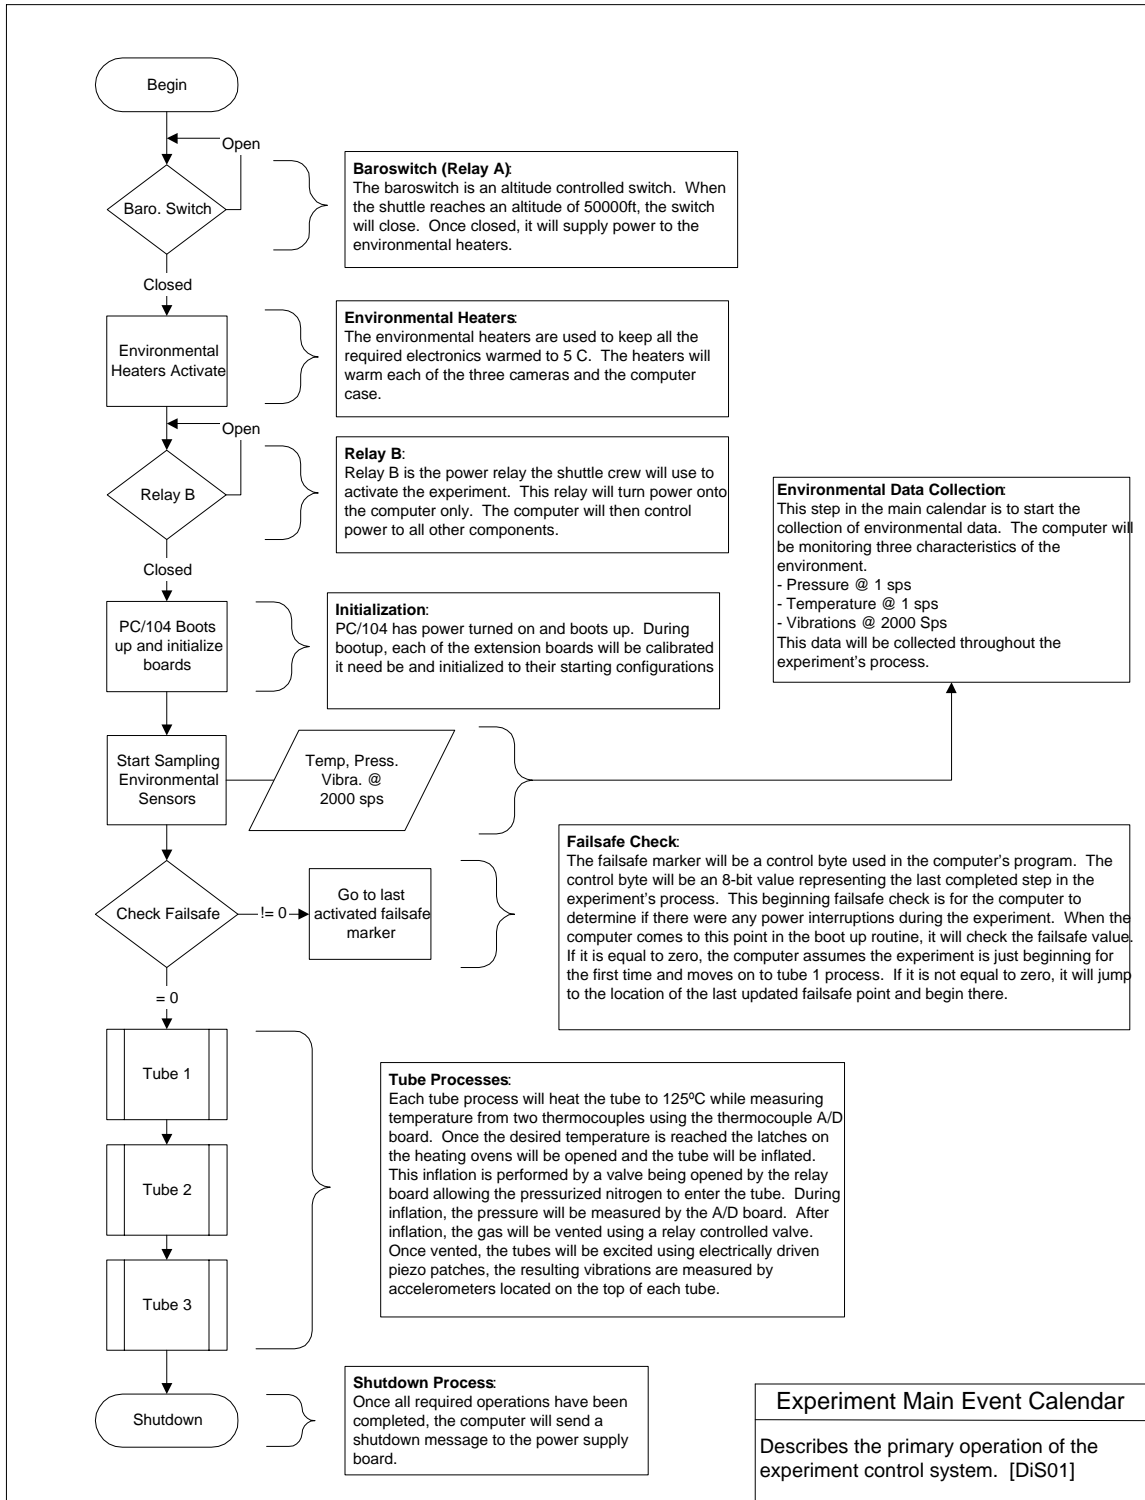 Begin
Open
Baro. Switch
Baroswitch (Relay A):
The baroswitch is an altitude controlled switch.  When
the shuttle reaches an altitude of 50000ft, the switch
will close.  Once closed, it will supply power to the
environmental heaters.
Closed
Environmental
Heaters Activate
Environmental Heaters:
The environmental heaters are used to keep all the
required electronics warmed to 5 C.  The heaters will
warm each of the three cameras and the computer
case.
Open
Relay B
Relay B:
Relay B is the power relay the shuttle crew will use to
activate the experiment.  This relay will turn power onto
the computer only.  The computer will then control
power to all other components.
Environmental Data Collection:
This step in the main calendar is to start the
collection of environmental data.  The computer will
be monitoring three characteristics of the
environment.
- Pressure @ 1 sps
- Temperature @ 1 sps
- Vibrations @ 2000 Sps
This data will be collected throughout the
experiment's process.
Closed
PC/104 Boots
up and initialize
boards
Initialization:
PC/104 has power turned on and boots up.  During
bootup, each of the extension boards will be calibrated
it need be and initialized to their starting configurations
Start Sampling
Environmental
Sensors
Temp, Press.
Vibra. @
2000 sps
Check Failsafe
!= 0
Go to last
activated failsafe
marker
Failsafe Check:
The failsafe marker will be a control byte used in the computer's program.  The
control byte will be an 8-bit value representing the last completed step in the
experiment's process.  This beginning failsafe check is for the computer to
determine if there were any power interruptions during the experiment.  When the
computer comes to this point in the boot up routine, it will check the failsafe value.
If it is equal to zero, the computer assumes the experiment is just beginning for
the first time and moves on to tube 1 process.  If it is not equal to zero, it will jump
to the location of the last updated failsafe point and begin there.
= 0
Tube 1
Tube 2
Tube 3
Tube Processes:
Each tube process will heat the tube to 125ºC while measuring
temperature from two thermocouples using the thermocouple A/D
board.  Once the desired temperature is reached the latches on
the heating ovens will be opened and the tube will be inflated.
This inflation is performed by a valve being opened by the relay
board allowing the pressurized nitrogen to enter the tube.  During
inflation, the pressure will be measured by the A/D board.  After
inflation, the gas will be vented using a relay controlled valve.
Once vented, the tubes will be excited using electrically driven
piezo patches, the resulting vibrations are measured by
accelerometers located on the top of each tube.
Shutdown
Shutdown Process:
Once all required operations have been
completed, the computer will send a
shutdown message to the power supply
board.
Experiment Main Event Calendar
Describes the primary operation of the
experiment control system.  [DiS01]